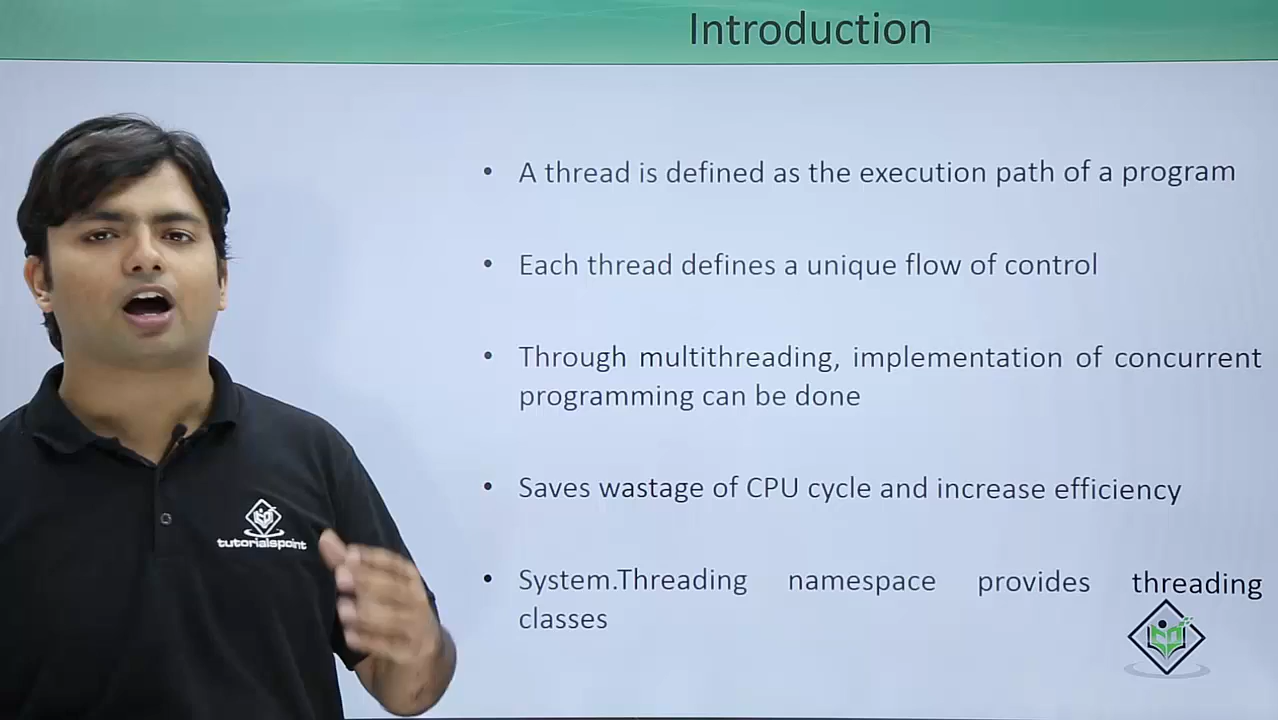 Introduction
• A thread is defined as the execution path of a program
• Each thread defines a unique flow of control
• Through multithreading, implementation of concurrent
programming can be done
• Saves wastage of CPU cycle and increase efficiency
• System.Threading namespace provides threading
classes
tutorialspoint